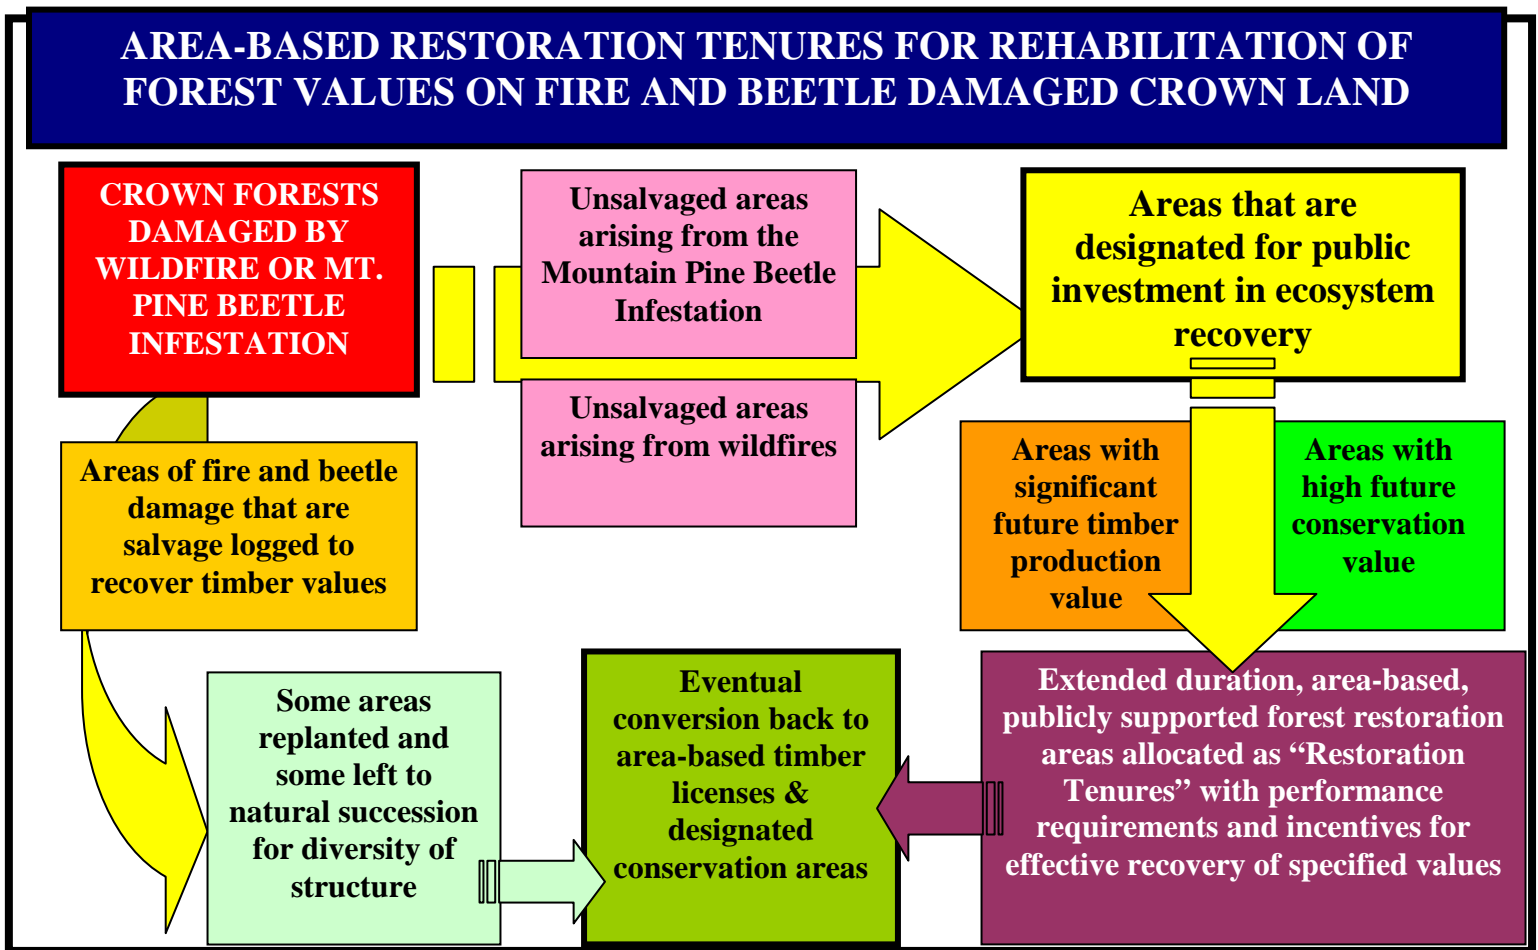 AREA-BASED RESTORATION TENURES FOR REHABILITATION OF
FOREST VALUES ON FIRE AND BEETLE DAMAGED CROWN LAND
CROWN FORESTS
DAMAGED BY
WILDFIRE OR MT.
PINE BEETLE
INFESTATION
Unsalvaged areas
arising from the
Mountain Pine Beetle
Infestation
Unsalvaged areas
arising from wildfires
Areas that are
designated for public
investment in ecosystem
recovery
Areas of fire and beetle
damage that are
salvage logged to
recover timber values
Areas with
significant
future timber
production
value
Areas with
high future
conservation
value
Some areas
replanted and
some left to
natural succession
for diversity of
structure
Eventual
conversion back to
area-based timber
licenses &
designated
conservation areas
Extended duration, area-based,
publicly supported forest restoration
areas allocated as “Restoration
Tenures” with performance
requirements and incentives for
effective recovery of specified values